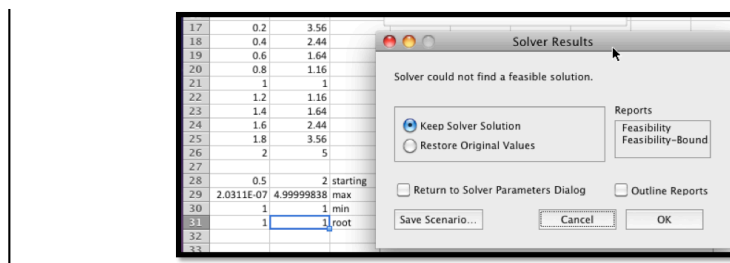 17 0.2 3.56
18 0.4 2.44
19 0.6 1.64
20 0.8 1.16
21 1 1
22 1.2 1.16
23 1.4 1.64
24 1.6 2.44
25 1.8 3.56
26 2 5
27
28 0.5 2 starting
29 2.0311E-07 4.99999838 max
30 1 1 min
31 1 1 root
32
33
Solver Results
Solver could not find a feasible solution.
Keep Solver Solution
Restore Original Values
Reports
Feasibility
Feasibility-Bound
Return to Solver Parameters Dialog
Outline Reports
Save Scenario...
Cancel
OK